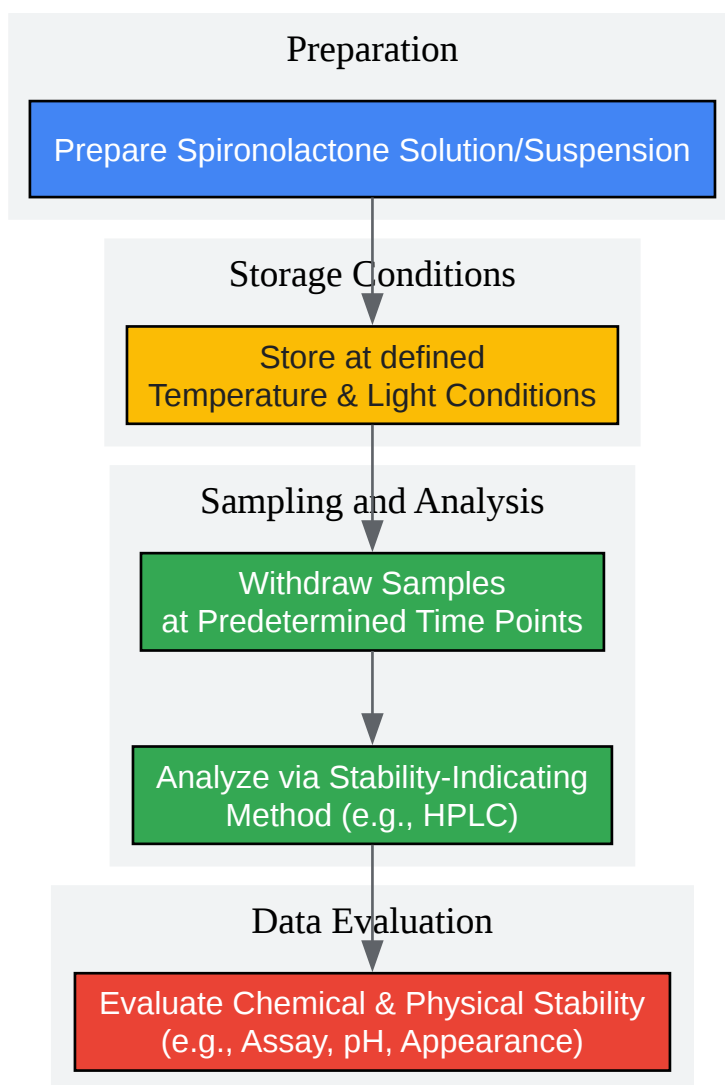 Preparation
Prepare Spironolactone Solution/Suspension
Storage Conditions
Store at defined
Temperature & Light Conditions
Sampling and Analysis
Withdraw Samples
at Predetermined Time Points
Analyze via Stability-Indicating
Method (e.g., HPLC)
Data Evaluation
Evaluate Chemical & Physical Stability
(e.g., Assay, pH, Appearance)